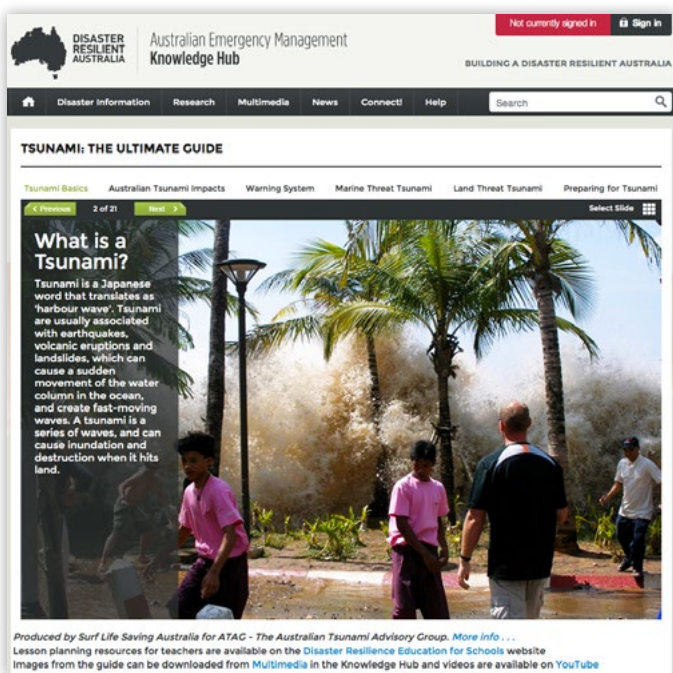 Not currently signed in
Sign in
DISASTER
RESILIENT
AUSTRALIA
Australian Emergency Management
Knowledge Hub
BUILDING A DISASTER RESILIENT AUSTRALIA
Disaster Information Research Multimedia News Connect! Help Search
TSUNAMI: THE ULTIMATE GUIDE
Tsunami Basics Australian Tsunami Impacts Warning System Marine Threat Tsunami Land Threat Tsunami Preparing for Tsunami
< Previous 2 of 21 Next > Select Slide
What is a
Tsunami?
Tsunami is a Japanese
word that translates as
'harbour wave'. Tsunami
are usually associated
with earthquakes,
volcanic eruptions and
landslides, which can
cause a sudden
movement of the water
column in the ocean,
and create fast-moving
waves. A tsunami is a
series of waves, and can
cause inundation and
destruction when it hits
land.
Produced by Surf Life Saving Australia for ATAG - The Australian Tsunami Advisory Group. More info . . .
Lesson planning resources for teachers are available on the Disaster Resilience Education for Schools website
Images from the guide can be downloaded from Multimedia in the Knowledge Hub and videos are available on YouTube